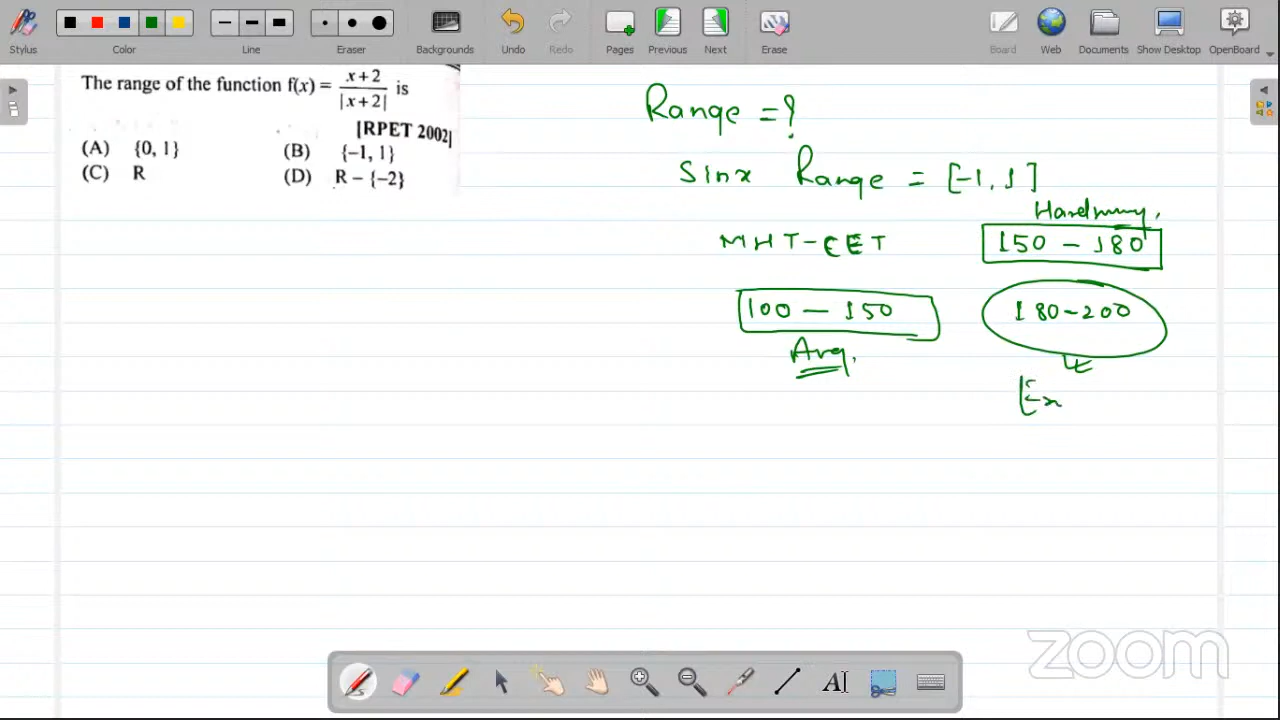 Stylus
Color
Line
Eraser
Backgrounds
Undo
Redo
Pages
Previous
Next
Erase
Board
Web
Documents
Show Desktop
OpenBoard
The range of the function f(x) = x+2 / |x+2| is
[RPET 2002]
(A) {0, 1}
(B) {−1, 1}
(C) R
(D) R − {−2}
Range = ?
Sinx Range = [-1, 1]
MHT-CET
150 - 180
100 - 150
180-200
Avg.
Ex
zoom